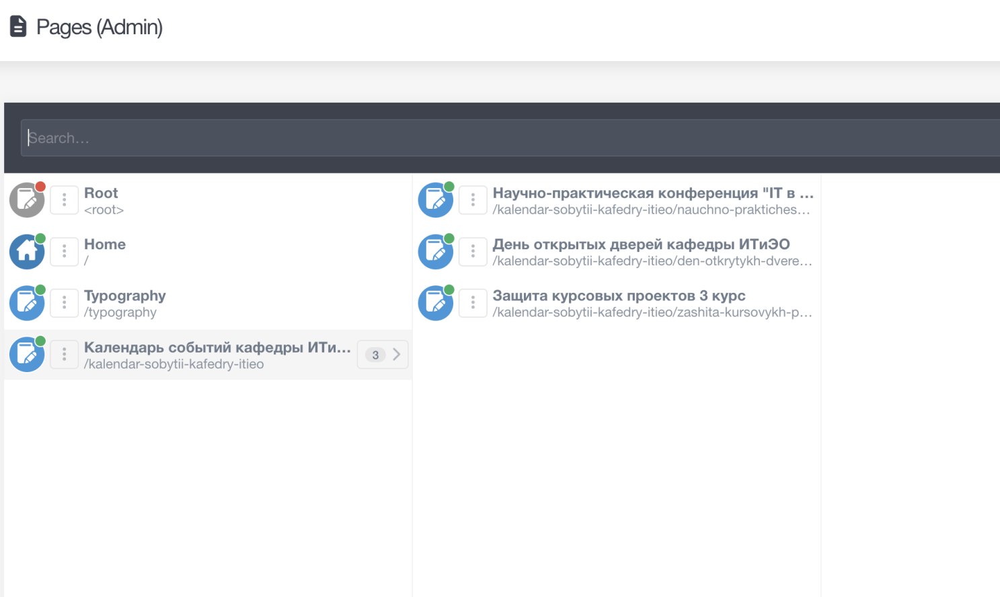 Pages (Admin)
Search...
Root
<root>
Home
/
Typography
/typography
Календарь событий кафедры ИТи...
3
/kalendar-sobytii-kafedry-itieo
Научно-практическая конференция "IT в ...
/kalendar-sobytii-kafedry-itieo/nauchno-praktiches...
День открытых дверей кафедры ИТиЭО
/kalendar-sobytii-kafedry-itieo/den-otkrytykh-dvere...
Защита курсовых проектов 3 курс
/kalendar-sobytii-kafedry-itieo/zashita-kursovykh-p...